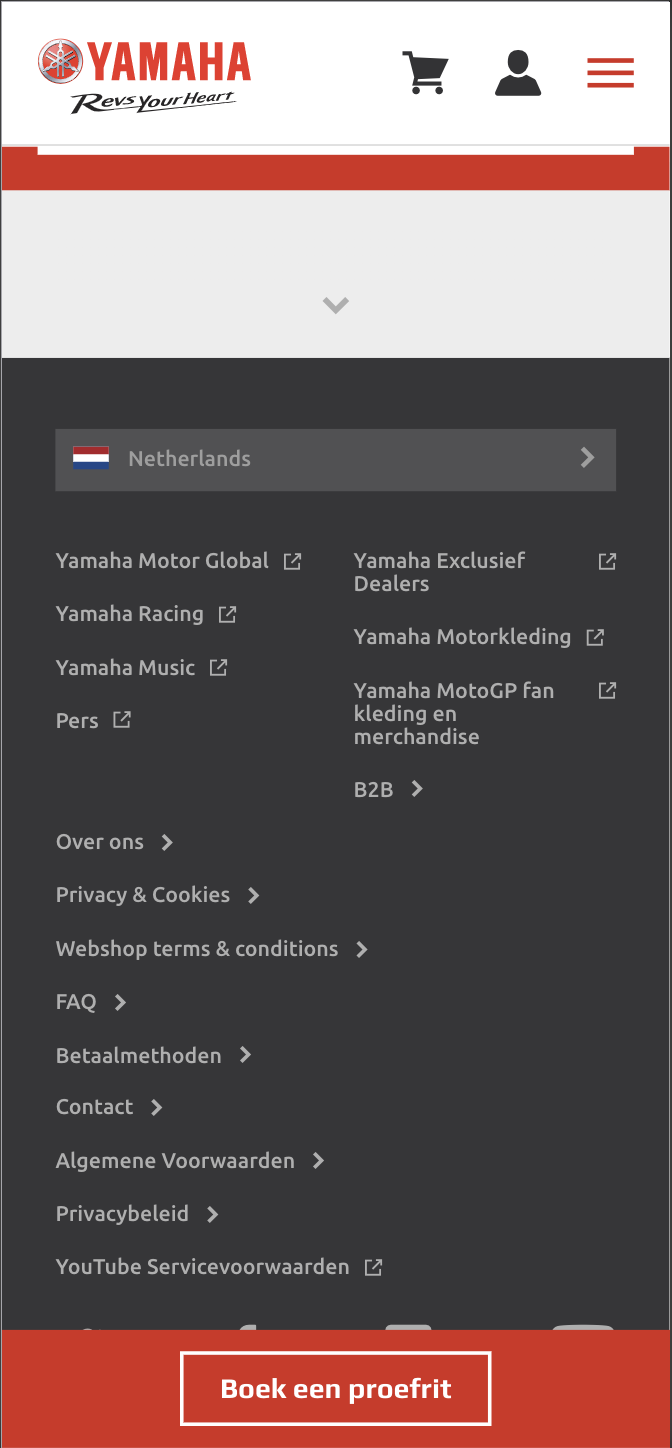 YAMAHA
Revs Your Heart
Netherlands
Yamaha Motor Global
Yamaha Racing
Yamaha Music
Pers
Yamaha Exclusief
Dealers
Yamaha Motorkleding
Yamaha MotoGP fan
kleding en
merchandise
B2B
Over ons
Privacy & Cookies
Webshop terms & conditions
FAQ
Betaalmethoden
Contact
Algemene Voorwaarden
Privacybeleid
YouTube Servicevoorwaarden
Boek een proefrit